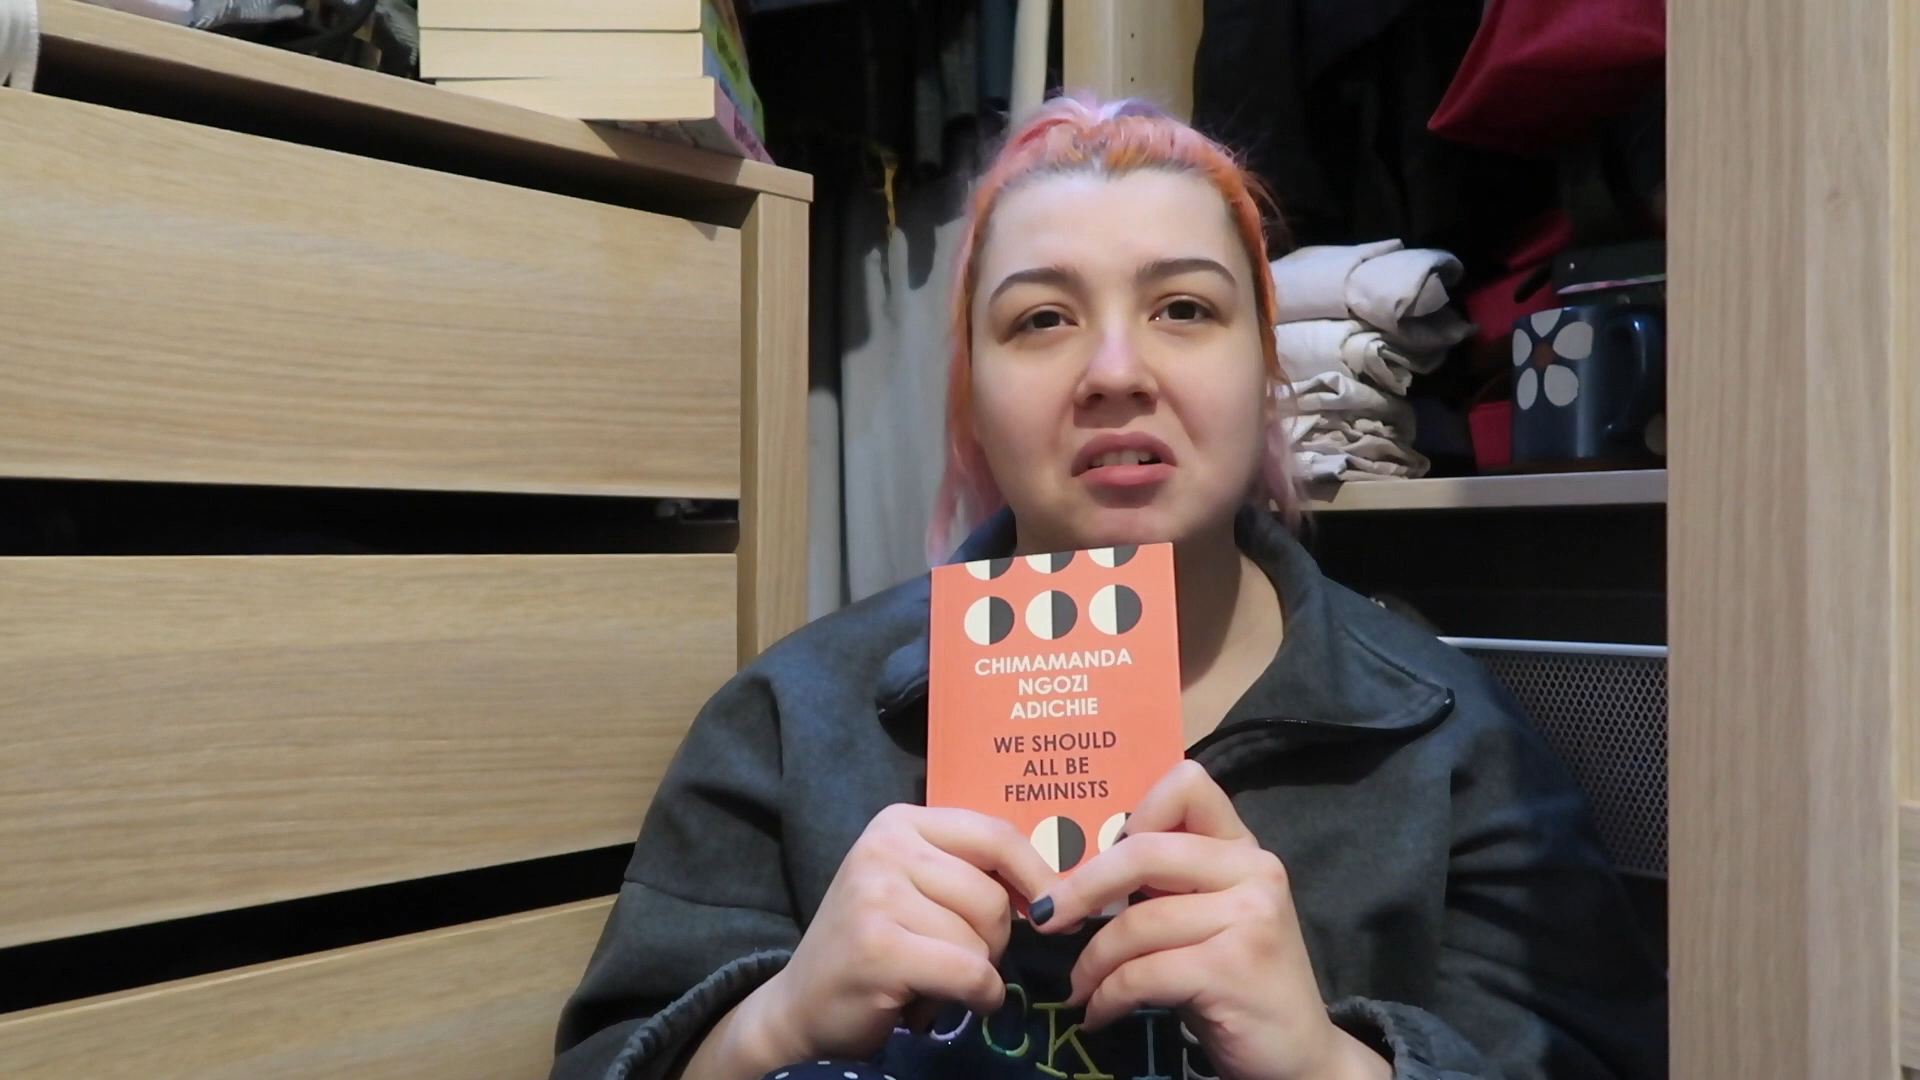 CHIMAMANDA
NGOZI
ADICHIE
WE SHOULD
ALL BE
FEMINISTS